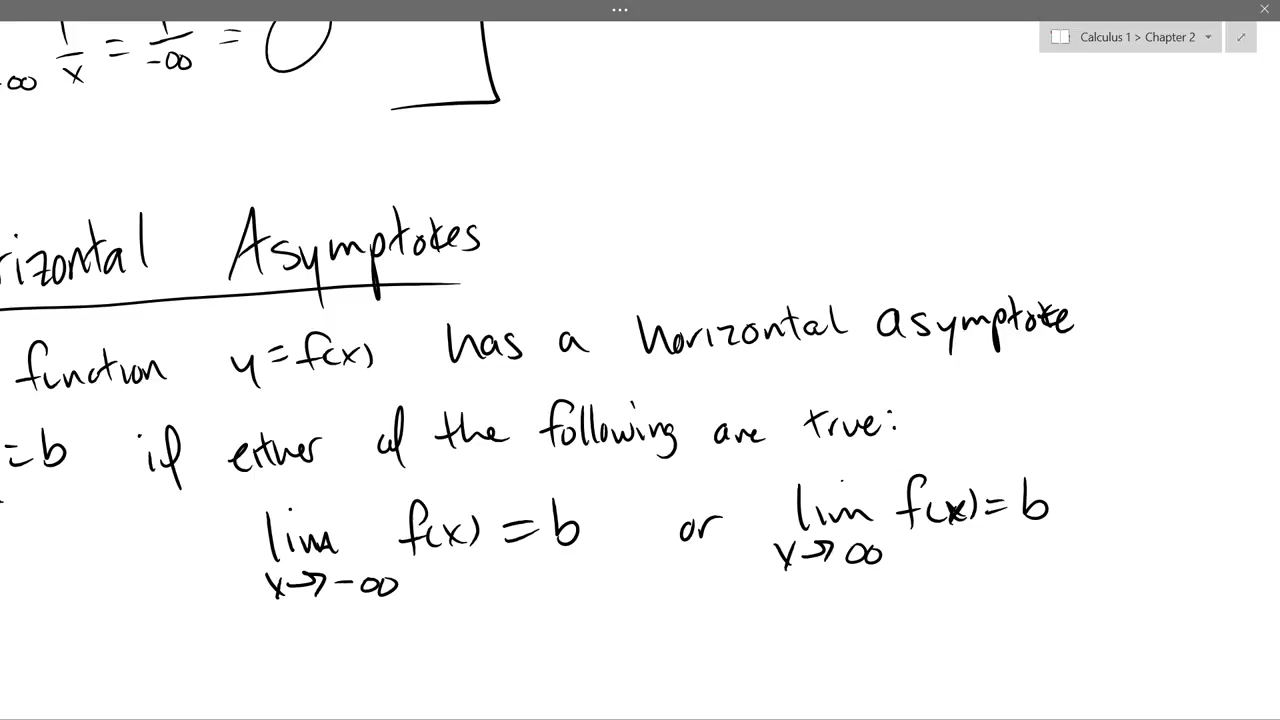 Calculus 1 > Chapter 2
1/x = 1/-∞ = 0
-∞
rizontal Asymptotes
function y=f(x) has a horizontal asymptote
=b if either of the following are true:
lim f(x) = b or lim f(x) = b
x→-∞ x→∞